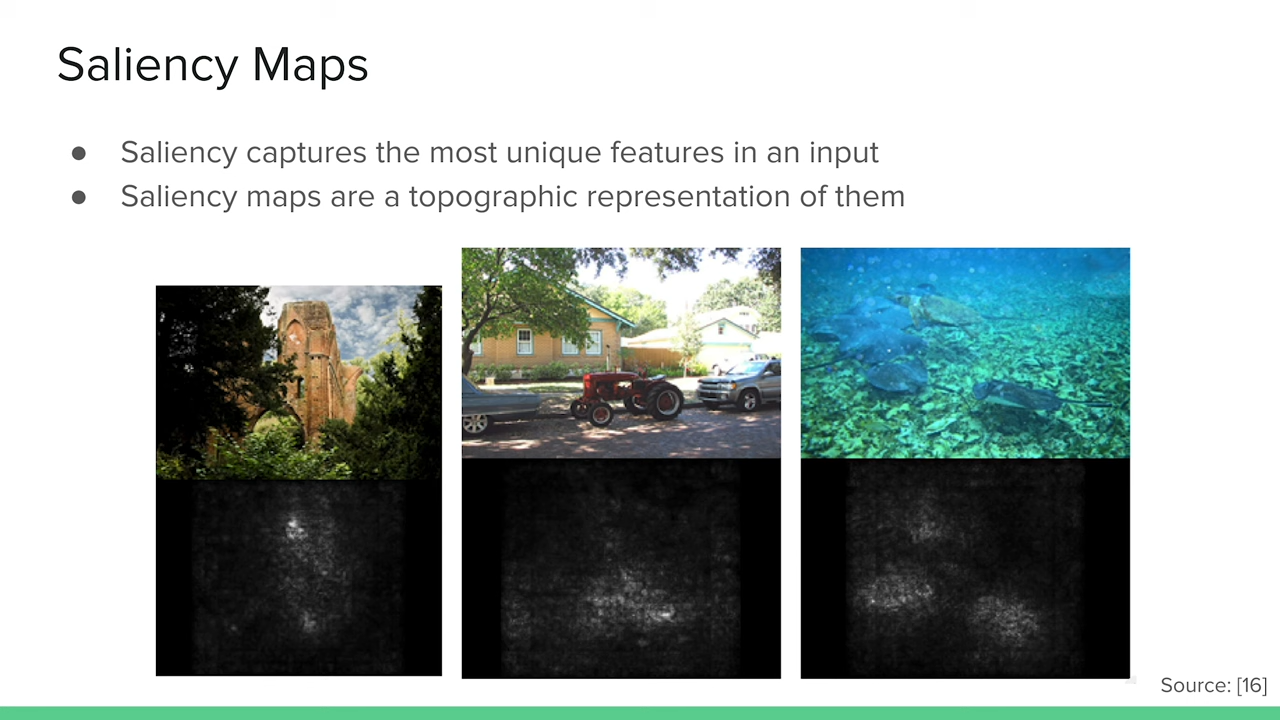 Saliency Maps
● Saliency captures the most unique features in an input
● Saliency maps are a topographic representation of them
Source: [16]